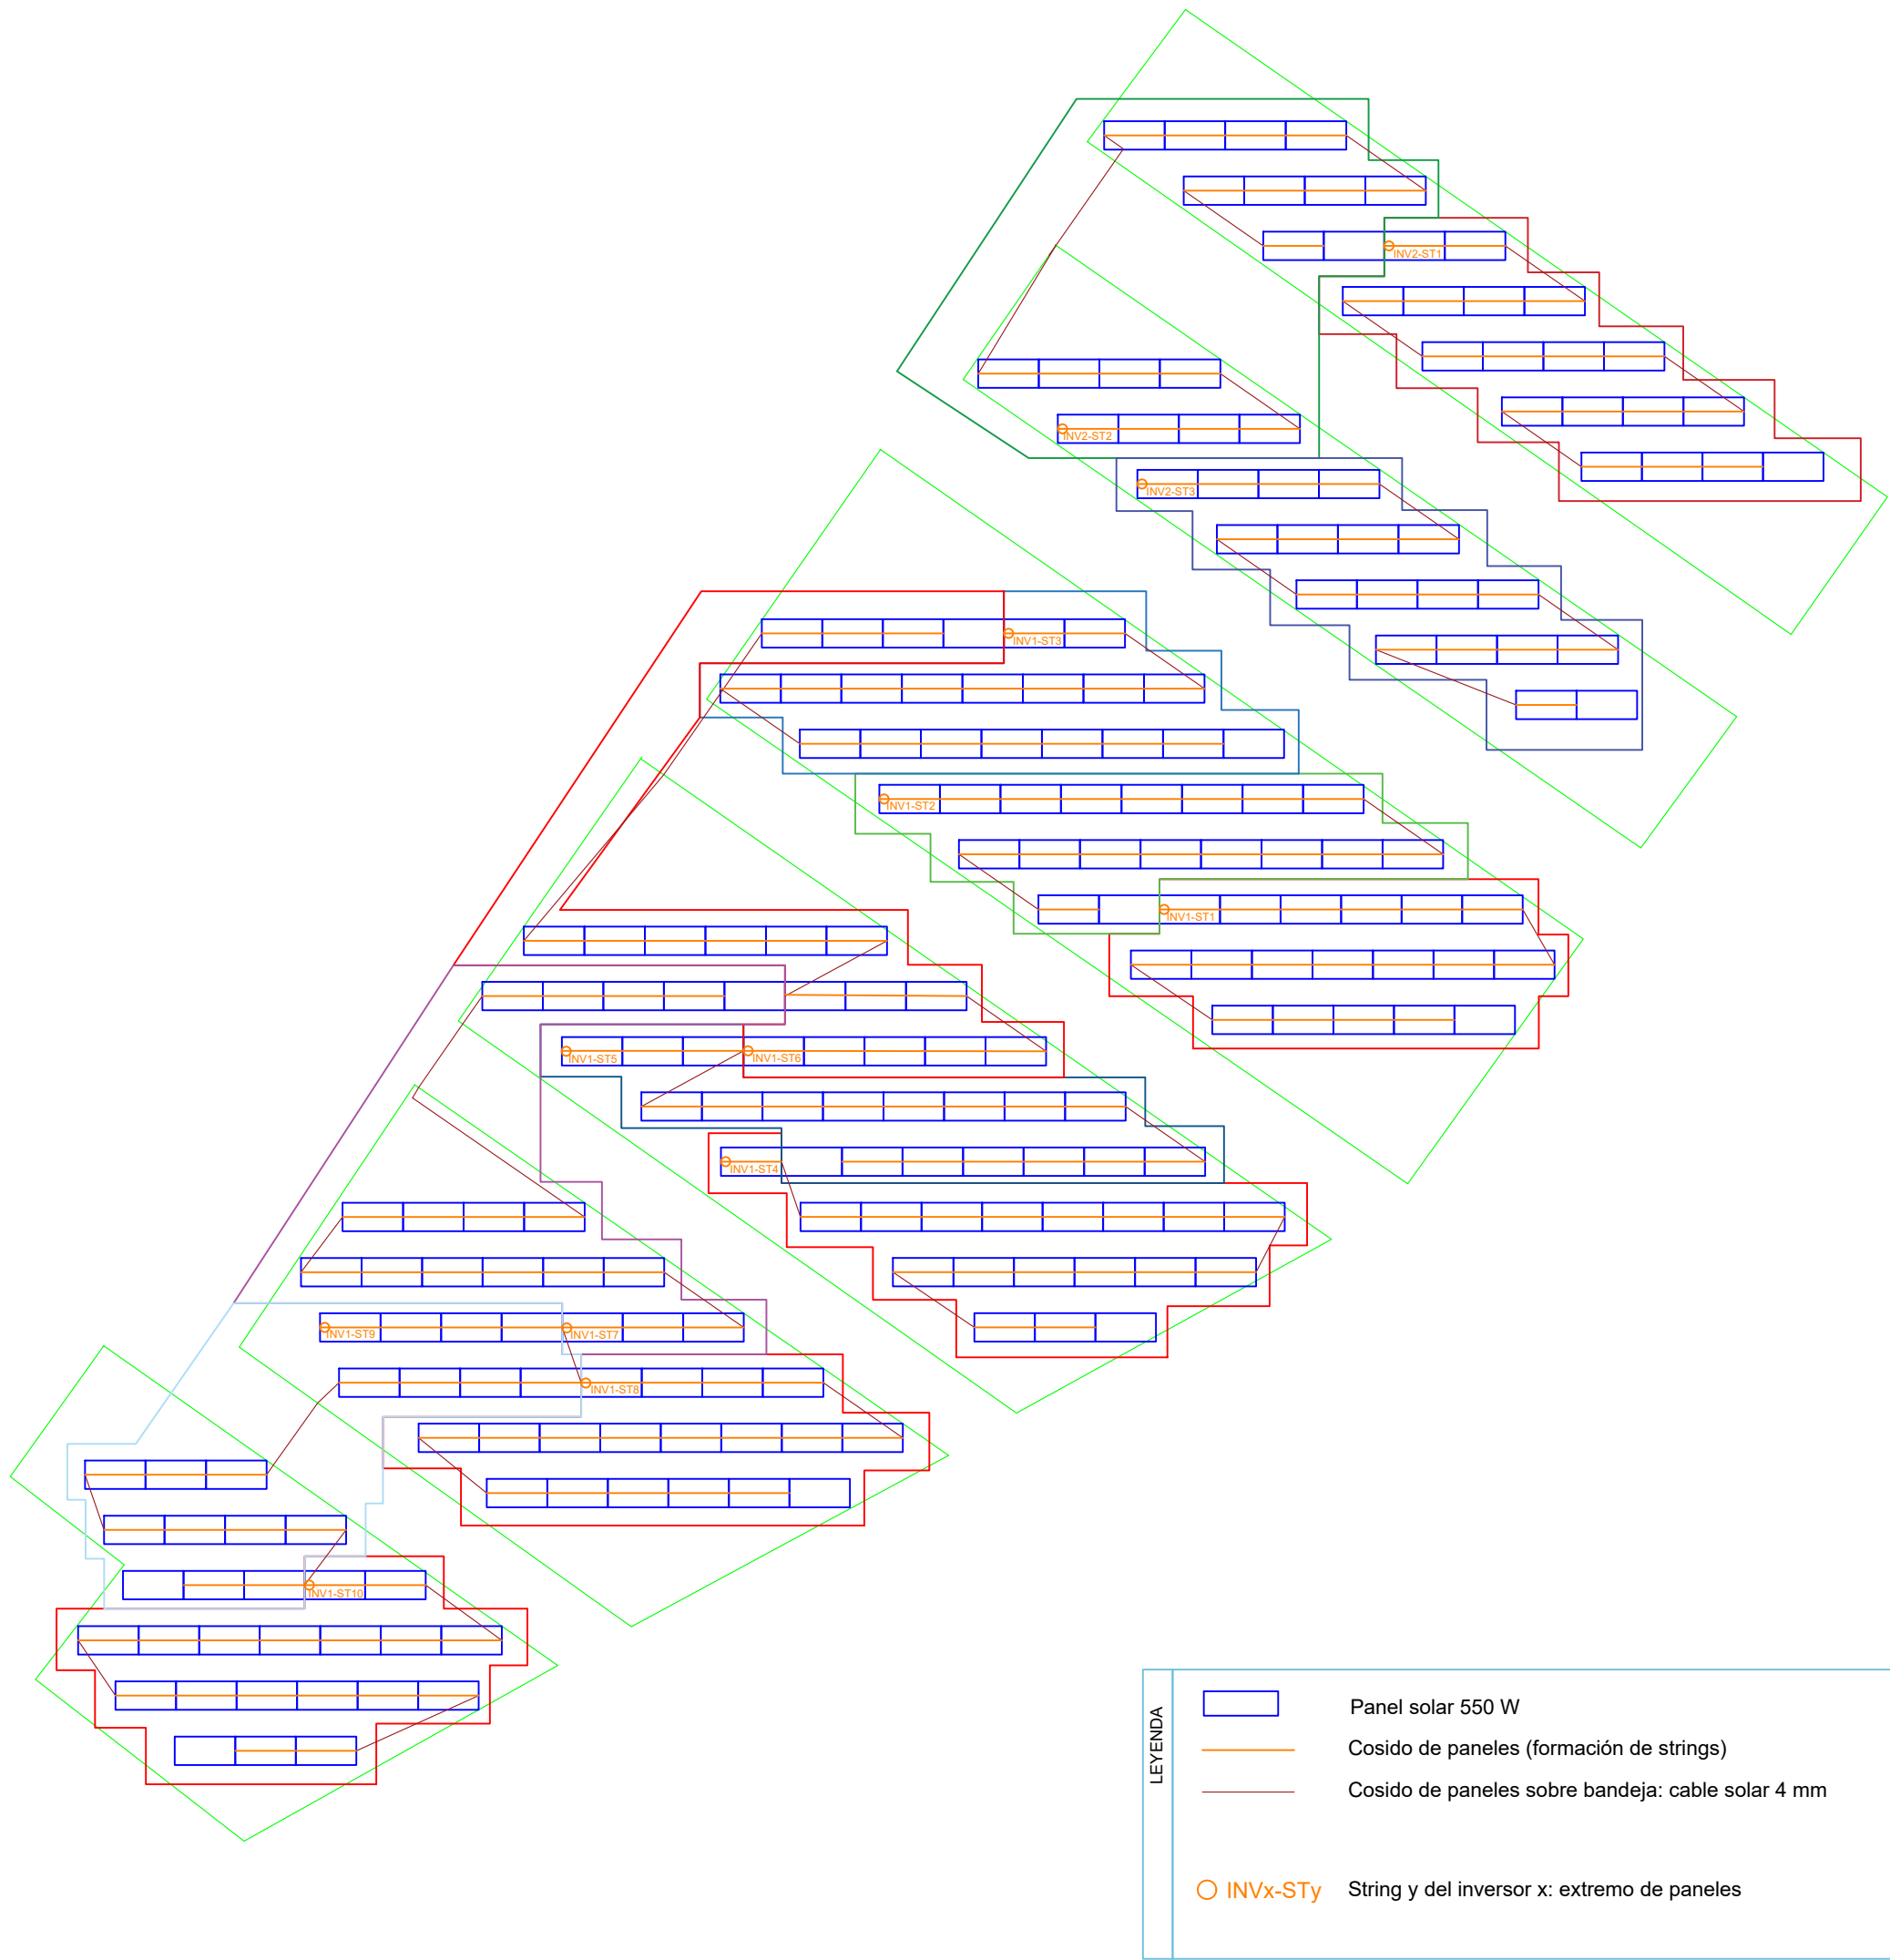 INV2-ST1
INV2-ST2
INV2-ST3
INV1-ST3
INV1-ST2
INV1-ST1
INV1-ST5
INV1-ST6
INV1-ST4
INV1-ST9
INV1-ST7
INV1-ST8
INV1-ST10
LEYENDA
Panel solar 550 W
Cosido de paneles (formación de strings)
Cosido de paneles sobre bandeja: cable solar 4 mm
INVx-STy String y del inversor x: extremo de paneles